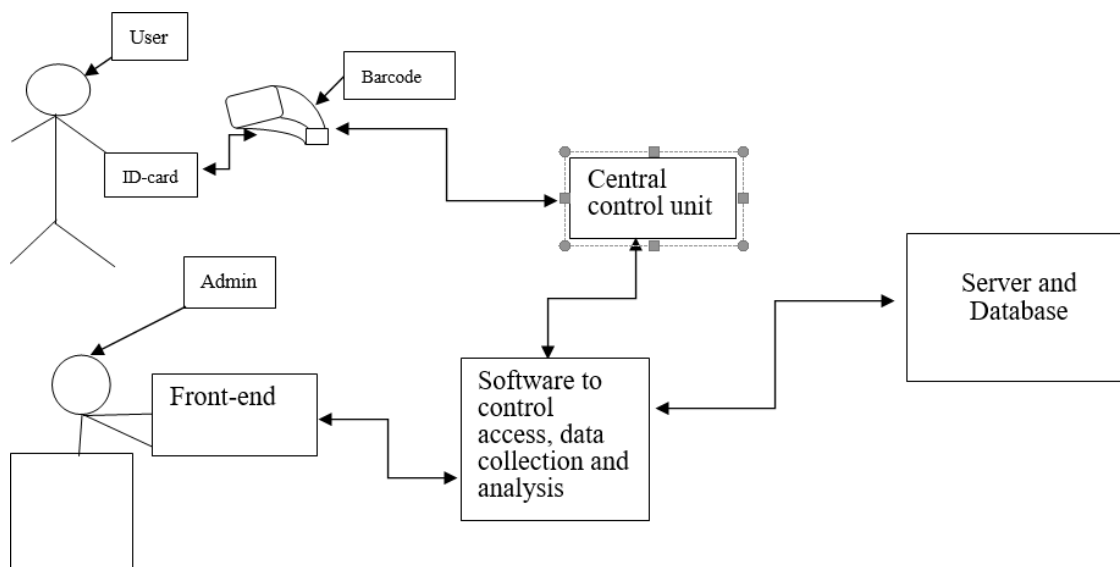 User
Barcode
ID-card
Central
control unit
Admin
Server and
Database
Front-end
Software to
control
access, data
collection and
analysis